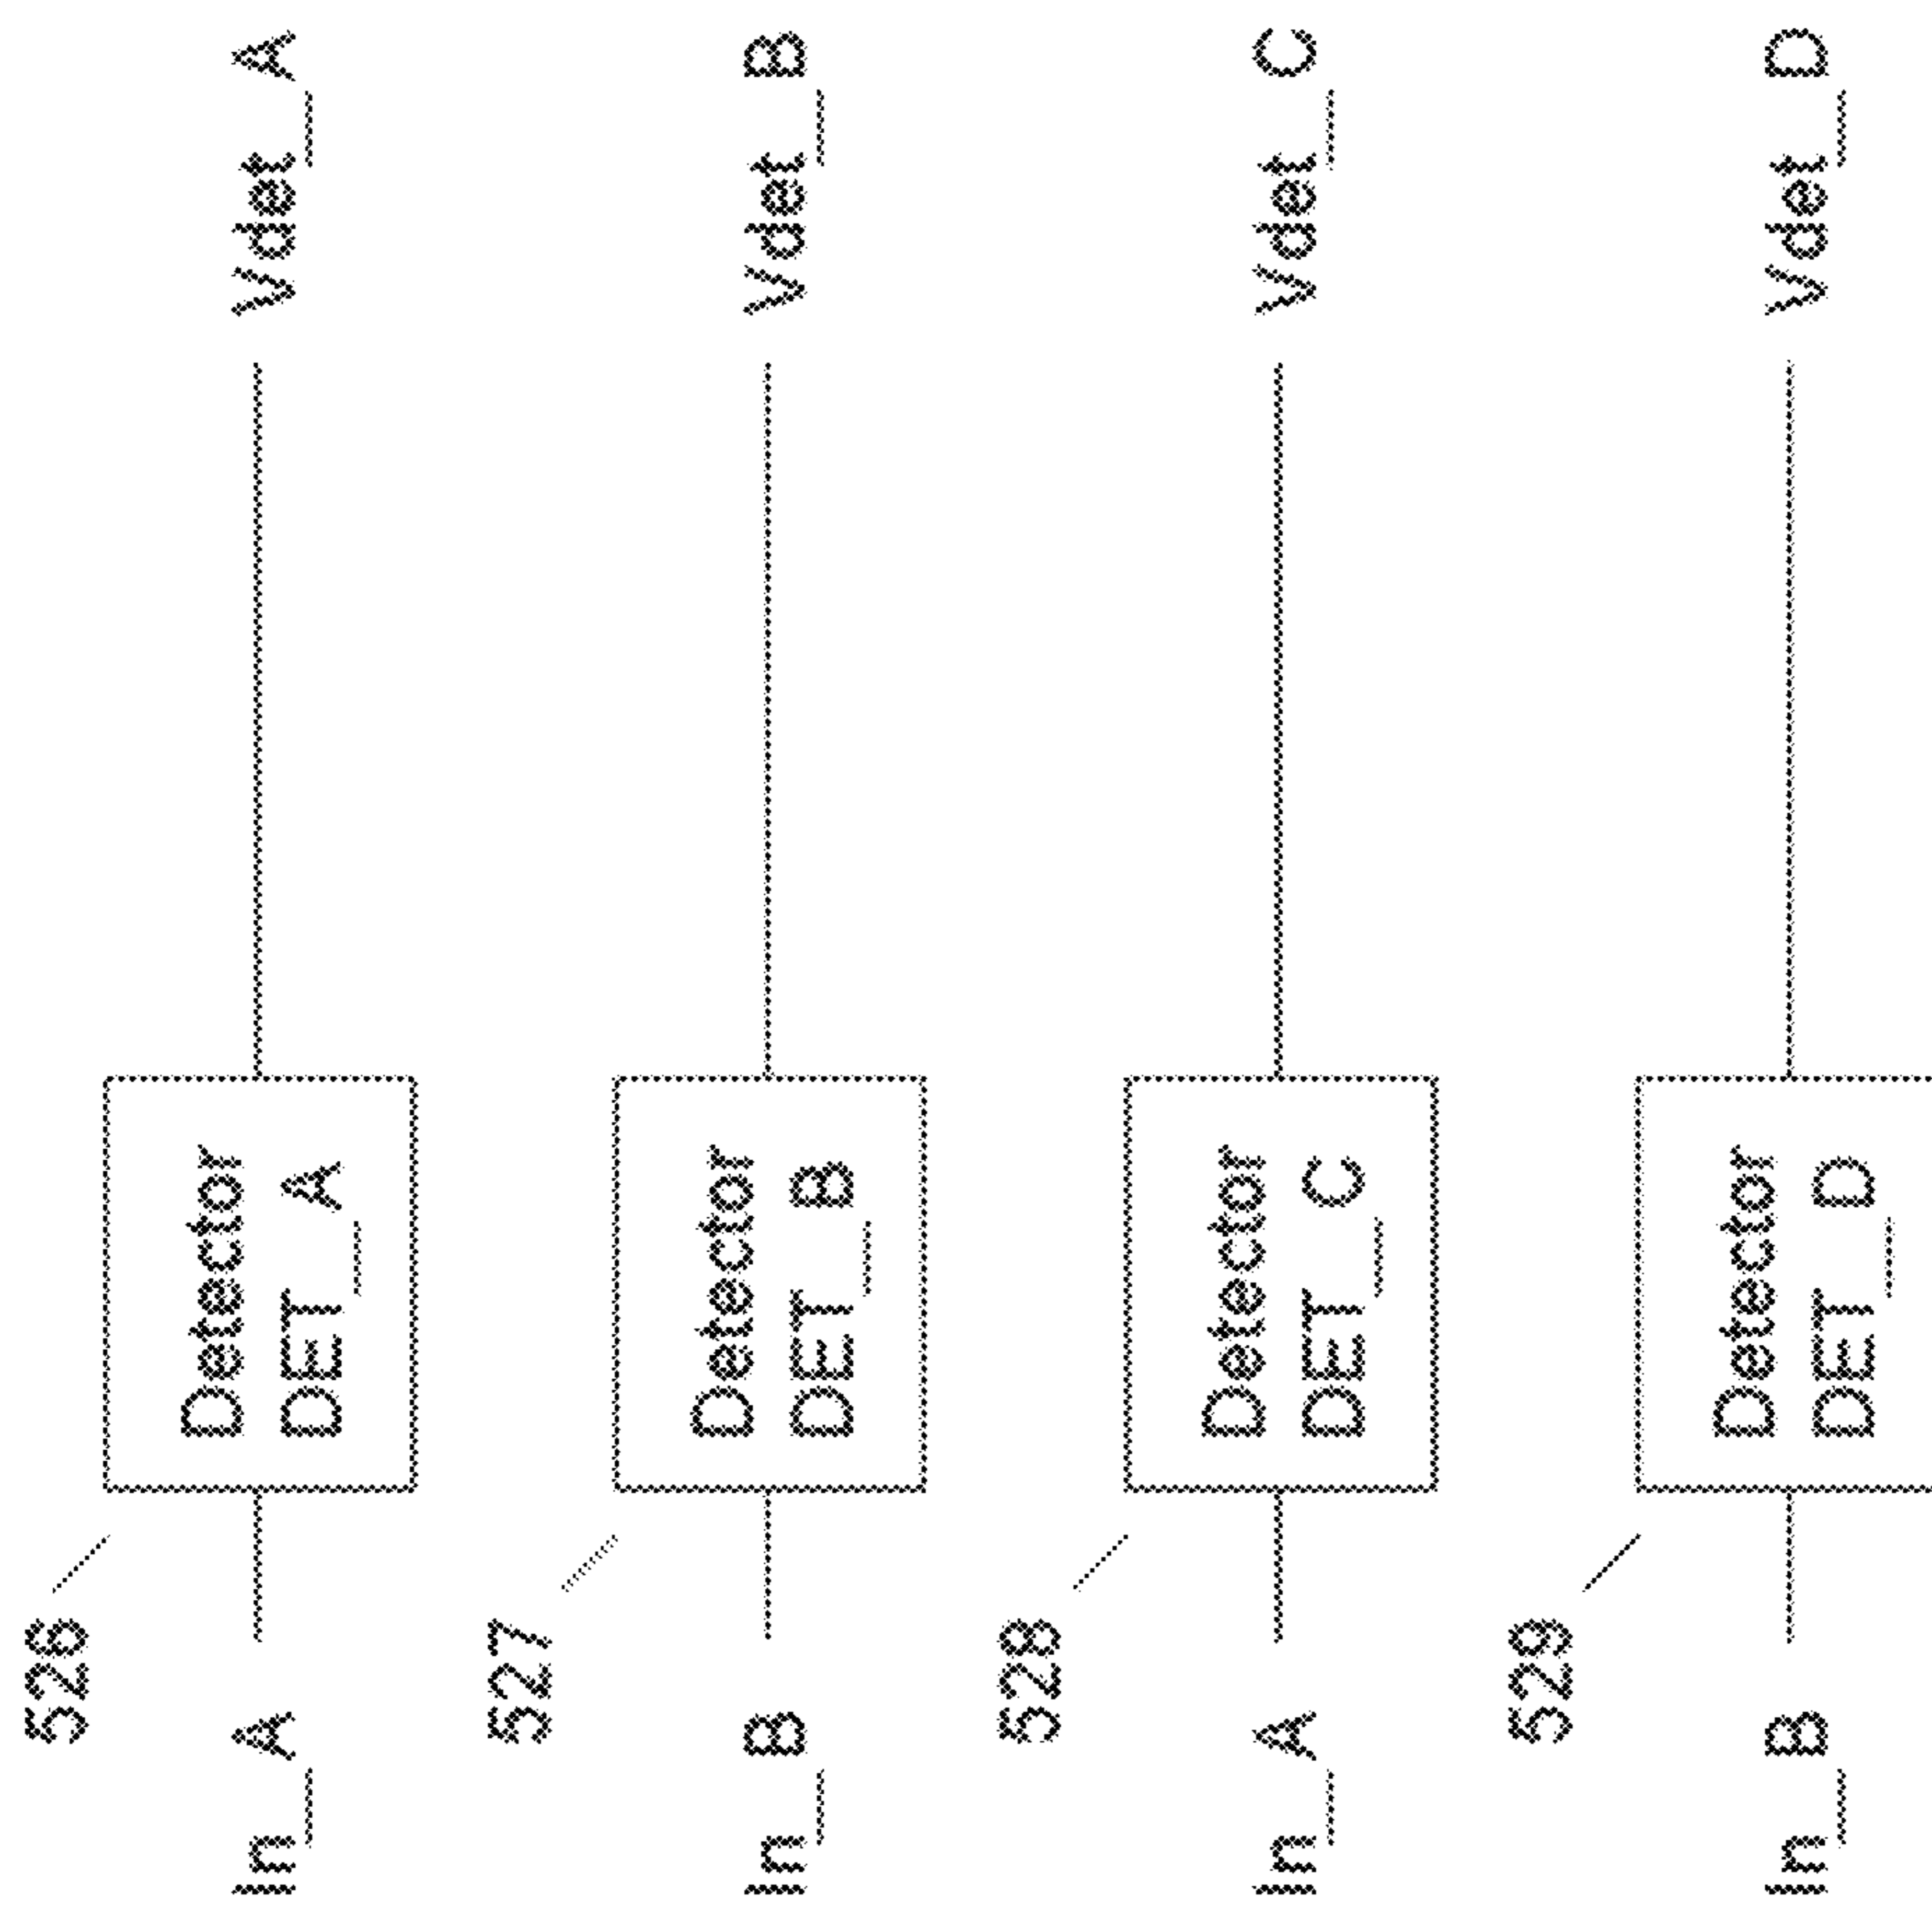 526
In_A
Detector
DET_A
Vdet_A
527
In_B
Detector
DET_B
Vdet_B
528
In_A
Detector
DET_C
Vdet_C
529
In_B
Detector
DET_D
Vdet_D